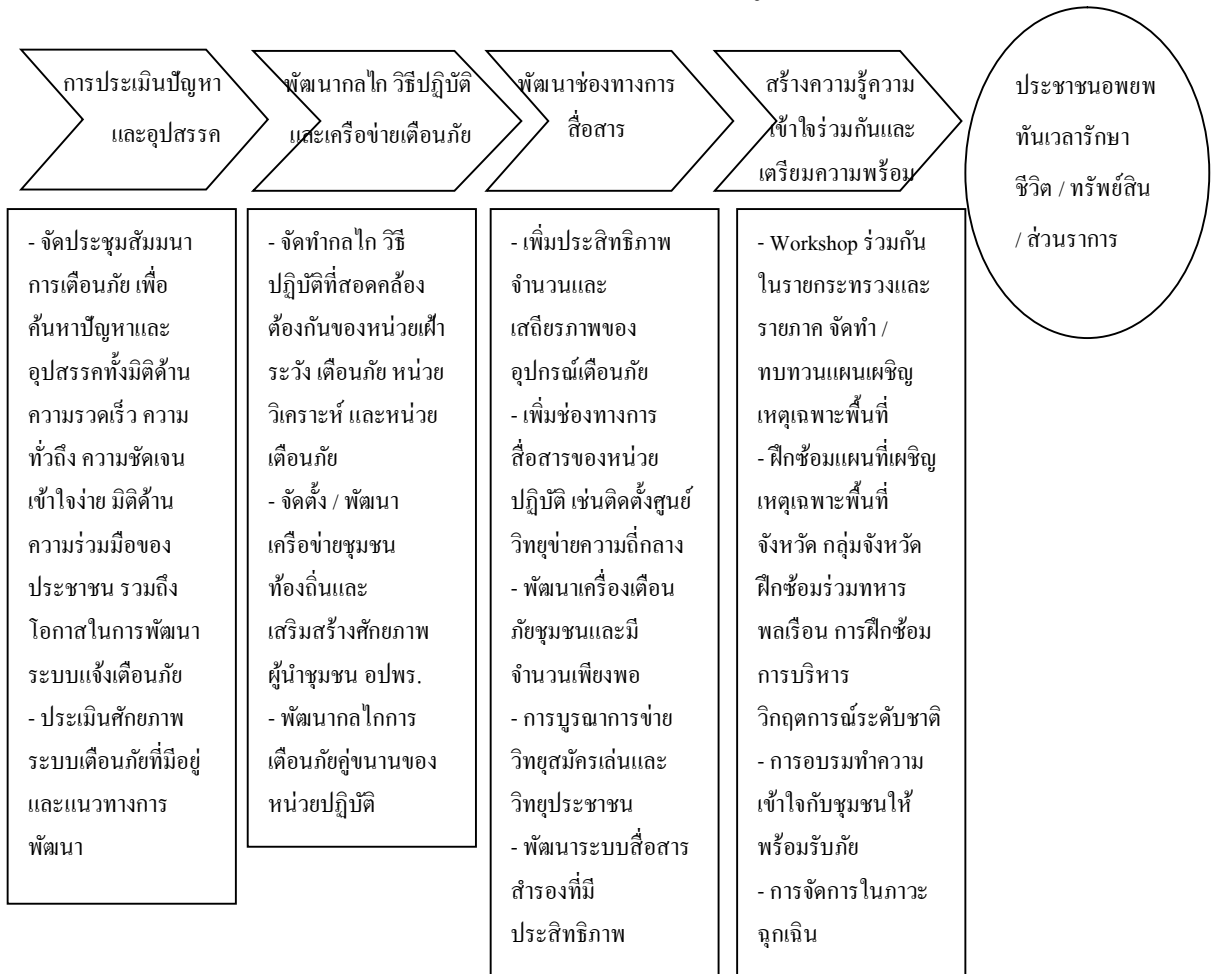 การประเมินปัญหา
และอุปสรรค
พัฒนากลไก วิธีปฏิบัติ
และเครือข่ายเตือนภัย
พัฒนาช่องทางการ
สื่อสาร
สร้างความรู้ความ
เข้าใจร่วมกันและ
เตรียมความพร้อม
ประชาชนอพยพ
ทันเวลารักษา
ชีวิต / ทรัพย์สิน
/ ส่วนราการ
- จัดประชุมสัมมนา
การเตือนภัย เพื่อ
ค้นหาปัญหาและ
อุปสรรคทั้งมิติด้าน
ความรวดเร็ว ความ
ทั่วถึง ความชัดเจน
เข้าใจง่าย มิติด้าน
ความร่วมมือของ
ประชาชน รวมถึง
โอกาสในการพัฒนา
ระบบแจ้งเตือนภัย
- ประเมินศักยภาพ
ระบบเตือนภัยที่มีอยู่
และแนวทางการ
พัฒนา
- จัดทำกลไก วิธี
ปฏิบัติที่สอดคล้อง
ต้องกันของหน่วยเฝ้า
ระวัง เตือนภัย หน่วย
วิเคราะห์ และหน่วย
เตือนภัย
- จัดตั้ง / พัฒนา
เครือข่ายชุมชน
ท้องถิ่นและ
เสริมสร้างศักยภาพ
ผู้นำชุมชน อปพร.
- พัฒนากลไกการ
เตือนภัยคู่ขนานของ
หน่วยปฏิบัติ
- เพิ่มประสิทธิภาพ
จำนวนและ
เสถียรภาพของ
อุปกรณ์เตือนภัย
- เพิ่มช่องทางการ
สื่อสารของหน่วย
ปฏิบัติ เช่นติดตั้งศูนย์
วิทยุข่ายความถี่กลาง
- พัฒนาเครื่องเตือน
ภัยชุมชนและมี
จำนวนเพียงพอ
- การบูรณาการข่าย
วิทยุสมัครเล่นและ
วิทยุประชาชน
- พัฒนาระบบสื่อสาร
สำรองที่มี
ประสิทธิภาพ
- Workshop ร่วมกัน
ในรายกระทรวงและ
รายภาค จัดทำ /
ทบทวนแผนเผชิญ
เหตุเฉพาะพื้นที่
- ฝึกซ้อมแผนที่เผชิญ
เหตุเฉพาะพื้นที่
จังหวัด กลุ่มจังหวัด
ฝึกซ้อมร่วมทหาร
พลเรือน การฝึกซ้อม
การบริหาร
วิกฤตการณ์ระดับชาติ
- การอบรมทำความ
เข้าใจกับชุมชนให้
พร้อมรับภัย
- การจัดการในภาวะ
ฉุกเฉิน